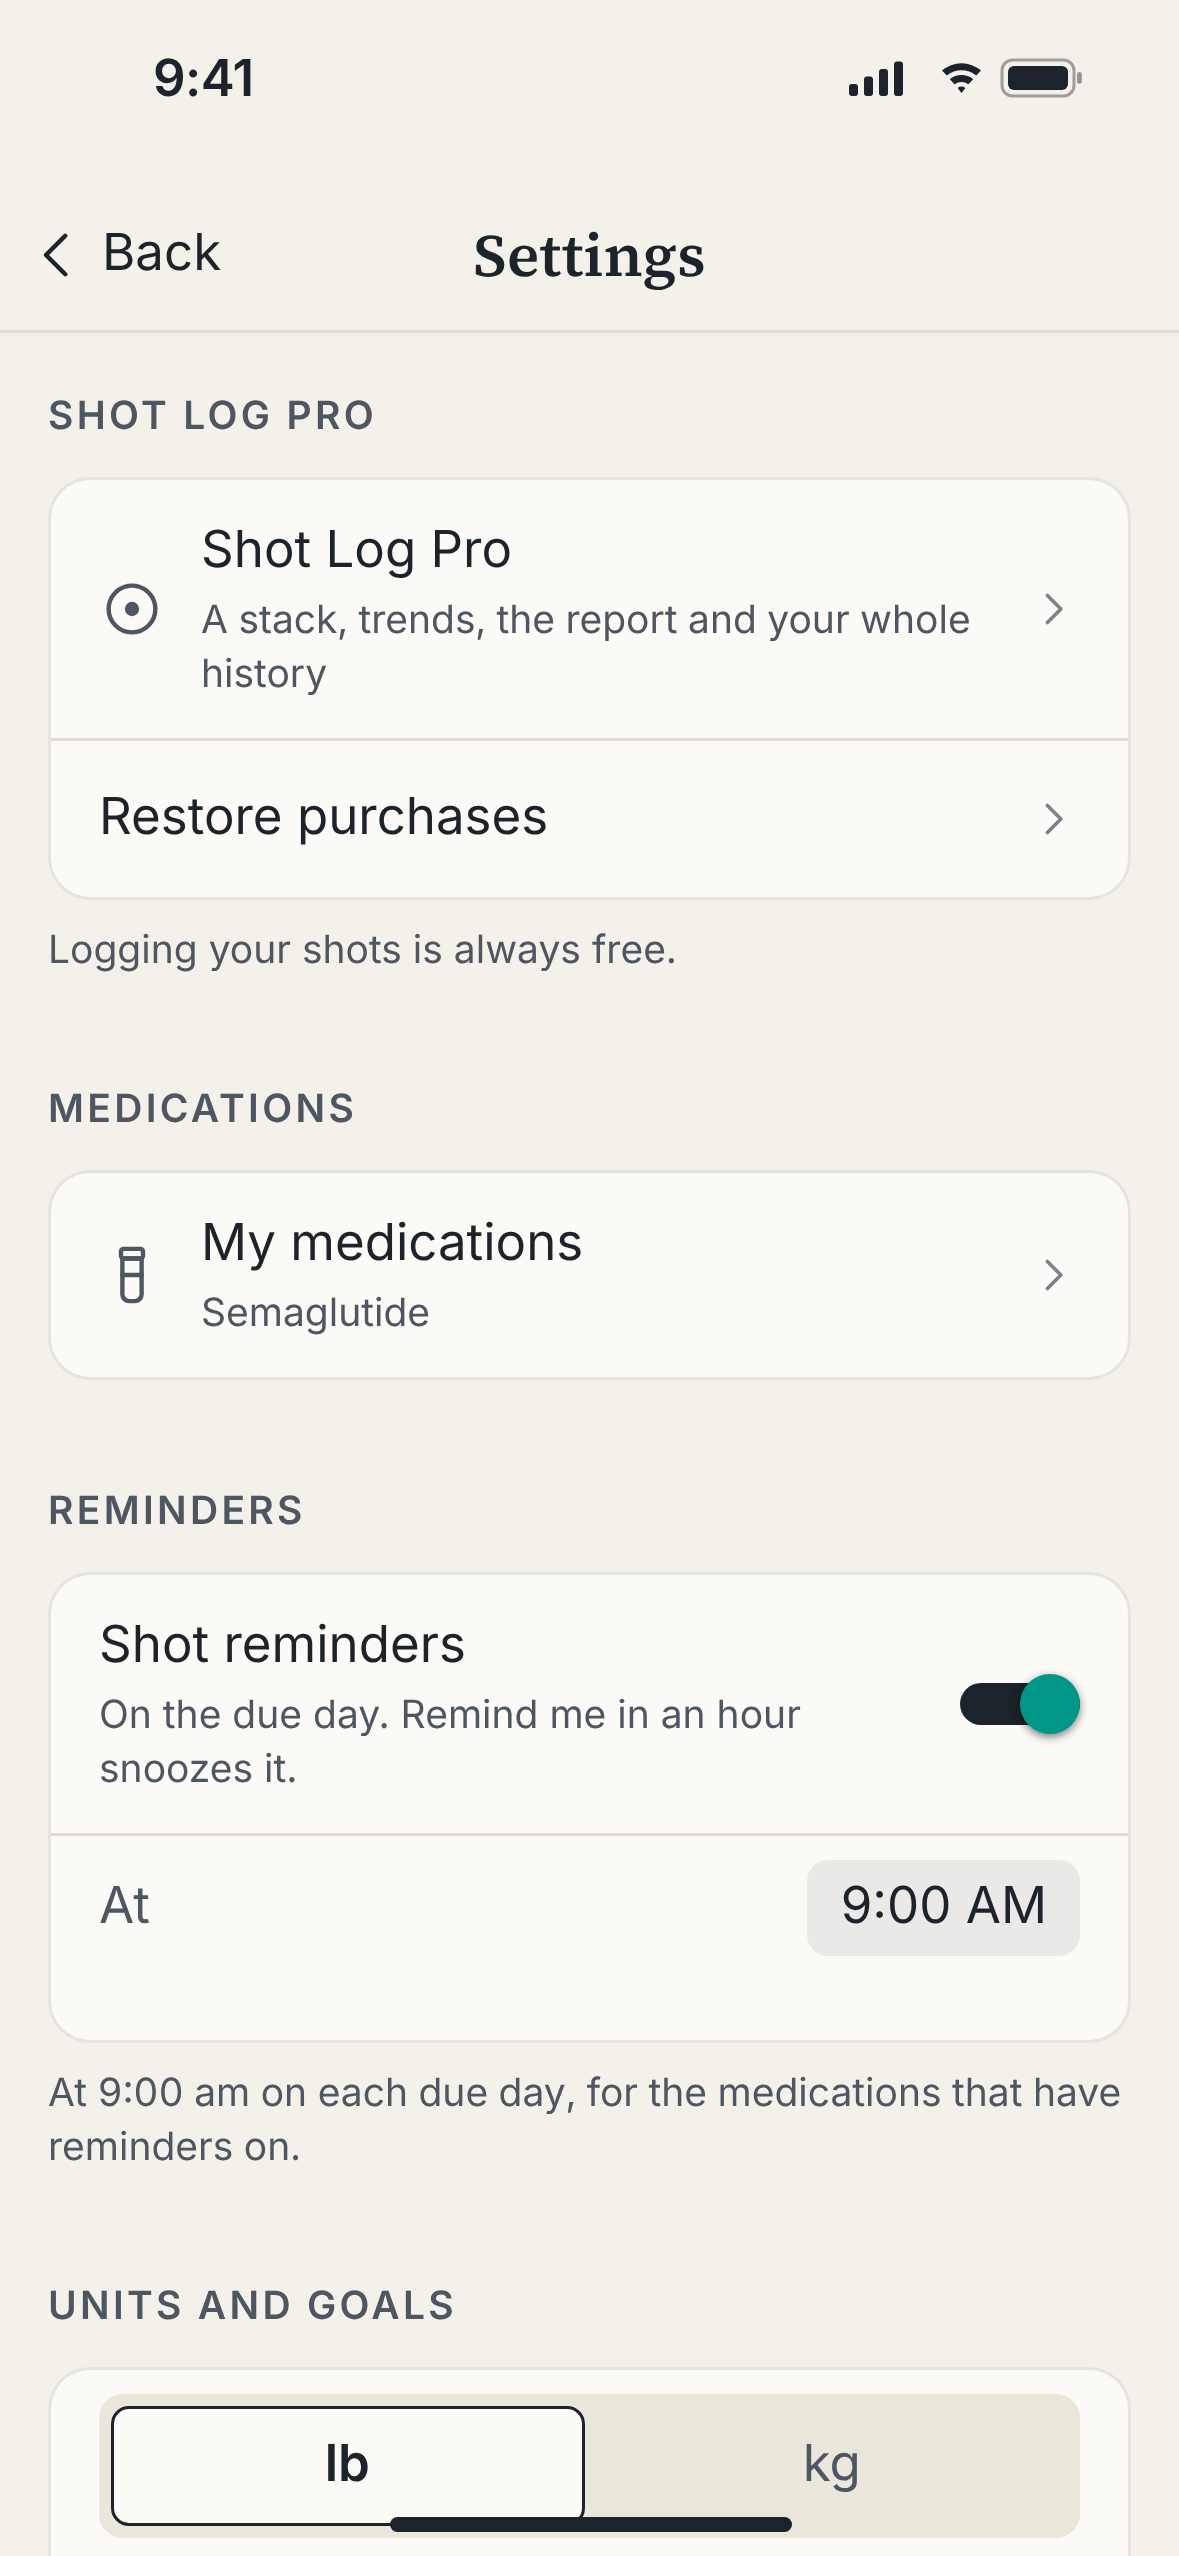 9:41
Back
Settings
SHOT LOG PRO
Shot Log Pro
A stack, trends, the report and your whole
history
Restore purchases
Logging your shots is always free.
MEDICATIONS
My medications
Semaglutide
REMINDERS
Shot reminders
On the due day. Remind me in an hour
snoozes it.
At
9:00 AM
At 9:00 am on each due day, for the medications that have
reminders on.
UNITS AND GOALS
lb
kg